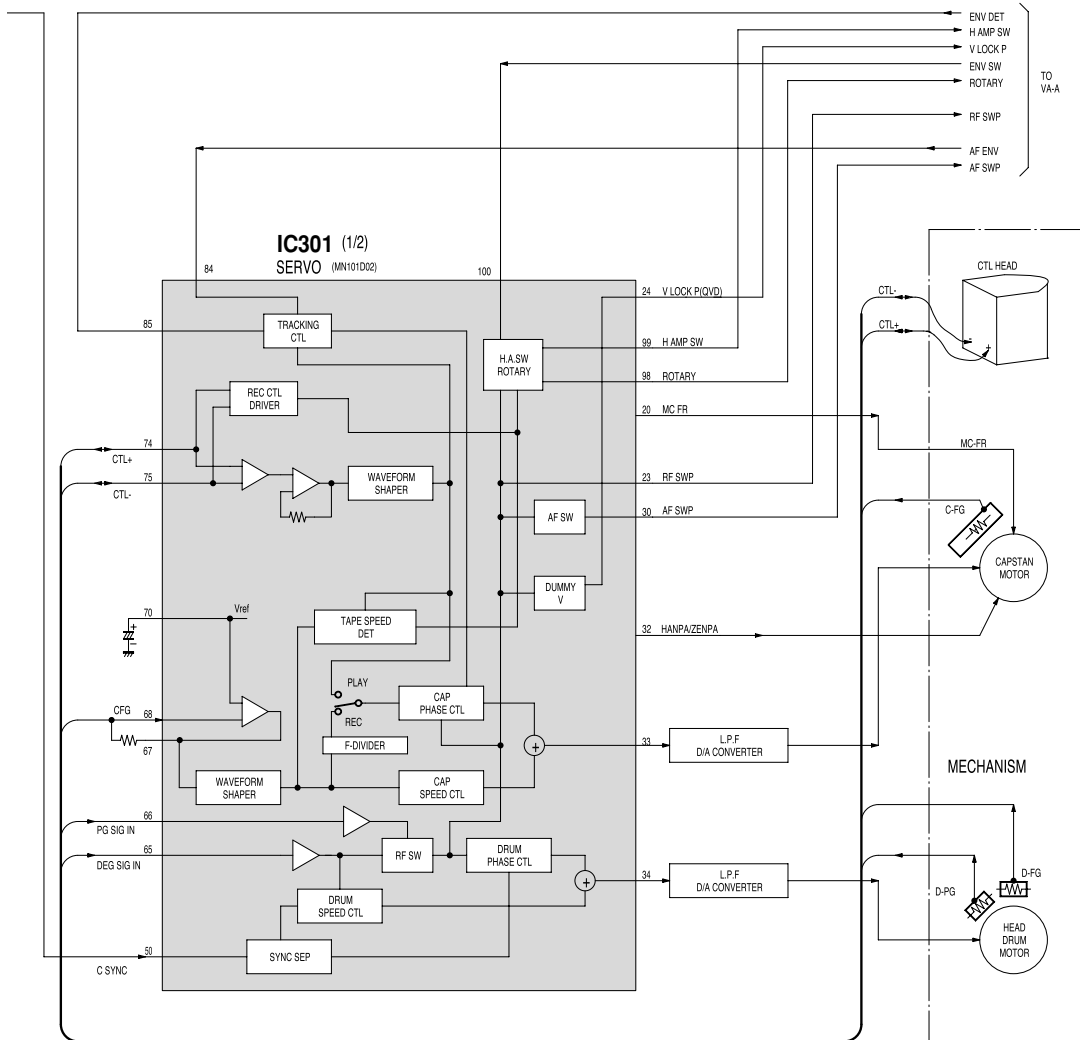 ENV DET
H AMP SW
V LOCK P
ENV SW
ROTARY
TO
VA-A
RF SWP
AF ENV
AF SWP
IC301 (1/2)
SERVO (MN101D02)
84
100
CTL HEAD
24 V LOCK P(QVD)
CTL-
85
TRACKING
CTL
CTL+
-
+
99 H AMP SW
H.A.SW
ROTARY
98 ROTARY
REC CTL
DRIVER
20 MC FR
74
CTL+
MC-FR
75
CTL-
WAVEFORM
SHAPER
23 RF SWP
C-FG
AF SW
30 AF SWP
CAPSTAN
MOTOR
DUMMY
V
70
Vref
+
-
TAPE SPEED
DET
32 HANPA/ZENPA
PLAY
REC
CAP
PHASE CTL
CFG
68
67
F-DIVIDER
+
33
L.P.F
D/A CONVERTER
MECHANISM
WAVEFORM
SHAPER
CAP
SPEED CTL
66
PG SIG IN
65
DEG SIG IN
RF SW
DRUM
PHASE CTL
+
34
L.P.F
D/A CONVERTER
D-FG
D-PG
DRUM
SPEED CTL
HEAD
DRUM
MOTOR
50
C SYNC
SYNC SEP